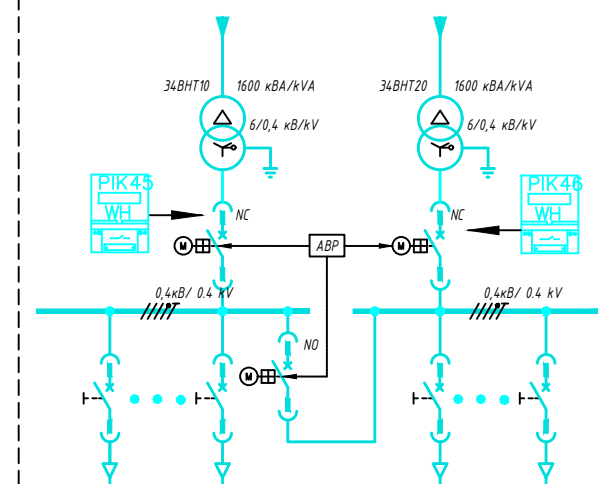 34BHT10 1600 кВА/kVA
34BHT20 1600 кВА/kVA
6/0,4 кВ/kV
6/0,4 кВ/kV
PIK45
WH
PIK46
WH
NC
NC
M
АВР
M
0,4кВ/ 0.4 kV
0,4кВ/ 0.4 kV
NO
M